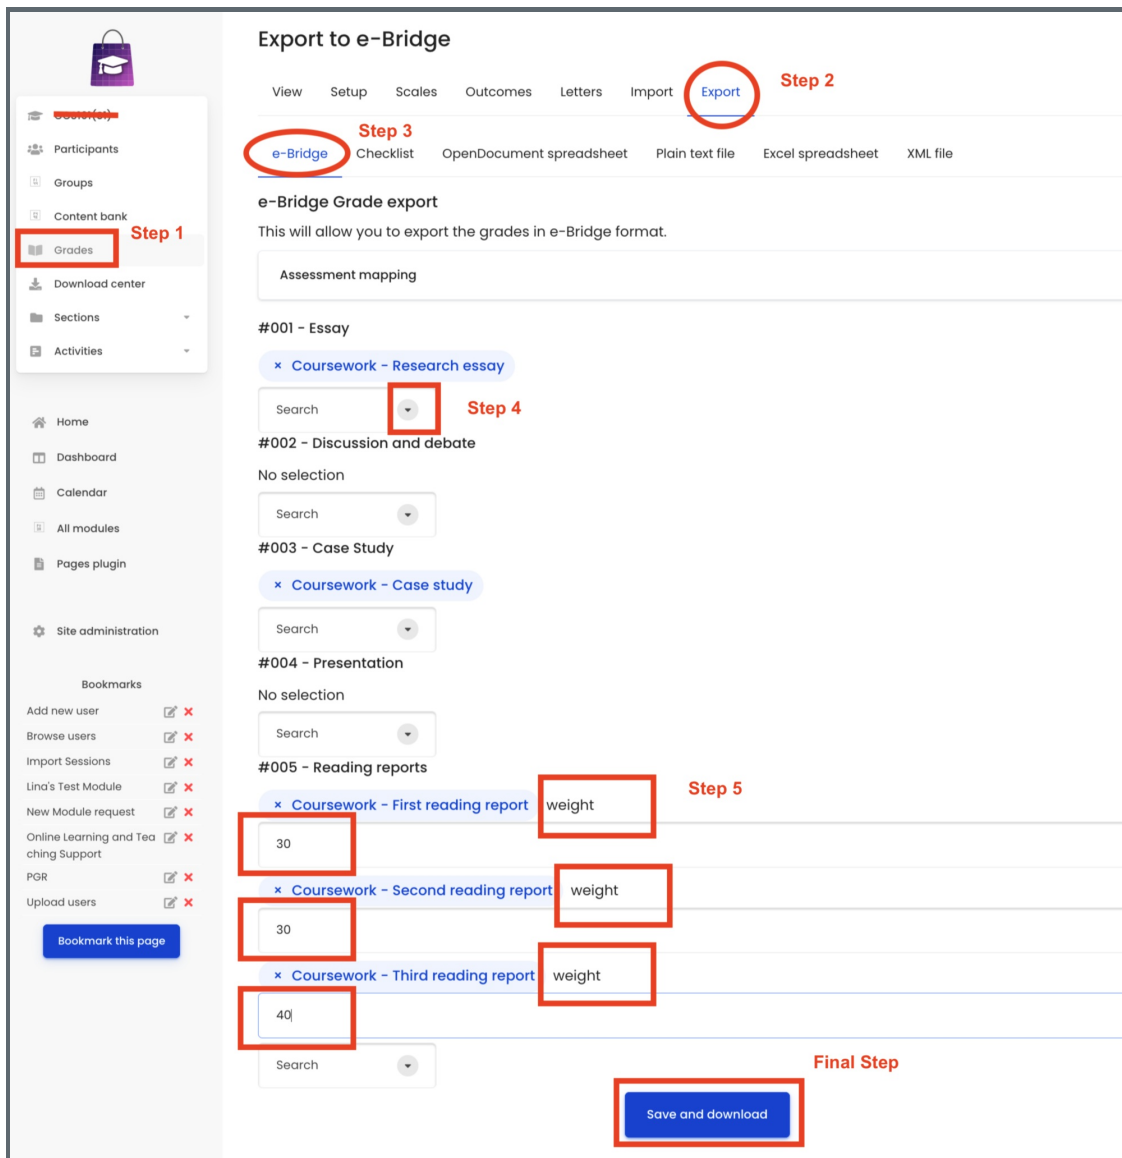 Export to e-Bridge
View Setup Scales Outcomes Letters Import Export
Step 2
Step 3
e-Bridge Checklist OpenDocument spreadsheet Plain text file Excel spreadsheet XML file
Participants
Groups
Content bank
Step 1
Grades
Download center
Sections
Activities
Home
Dashboard
Calendar
All modules
Pages plugin
Site administration
Bookmarks
Add new user
Browse users
Import Sessions
Lina's Test Module
New Module request
Online Learning and Tea
ching Support
PGR
Upload users
Bookmark this page
e-Bridge Grade export
This will allow you to export the grades in e-Bridge format.
Assessment mapping
#001 - Essay
× Coursework - Research essay
Search
Step 4
#002 - Discussion and debate
No selection
Search
#003 - Case Study
× Coursework - Case study
Search
#004 - Presentation
No selection
Search
#005 - Reading reports
Step 5
× Coursework - First reading report weight
30
× Coursework - Second reading report weight
30
× Coursework - Third reading report weight
40
Search
Final Step
Save and download